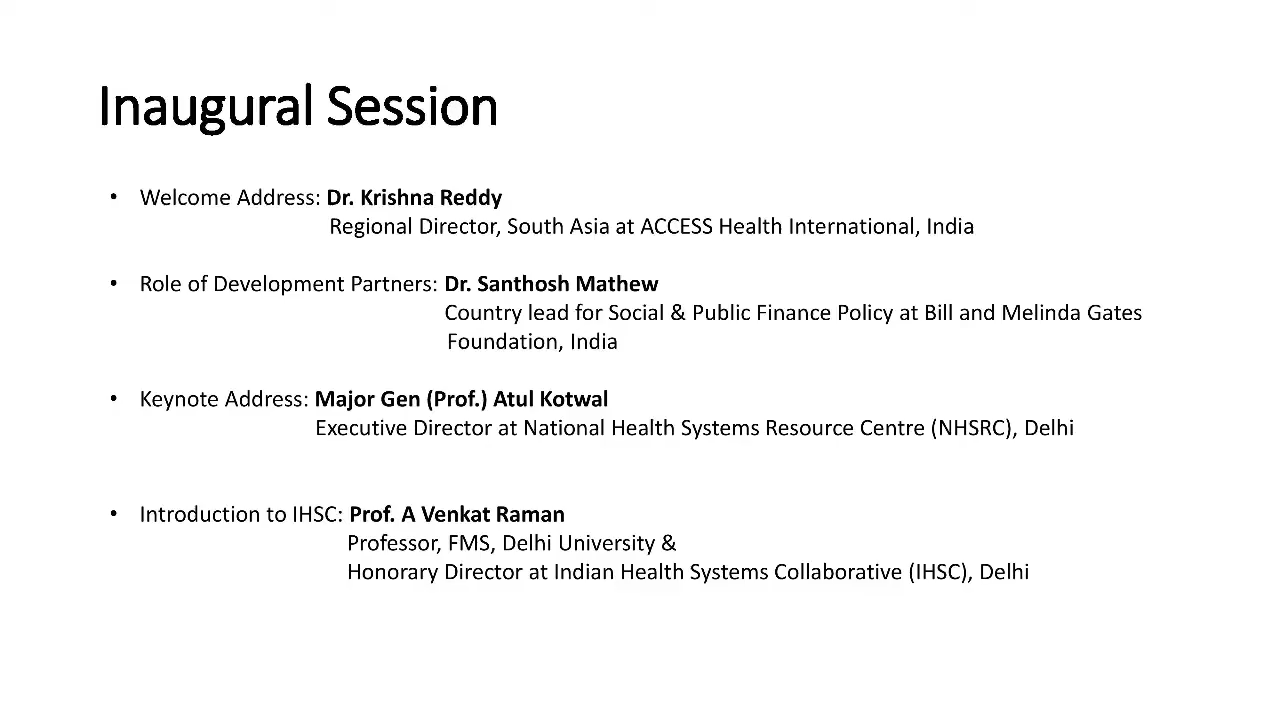 Inaugural Session
• Welcome Address: Dr. Krishna Reddy
Regional Director, South Asia at ACCESS Health International, India
• Role of Development Partners: Dr. Santhosh Mathew
Country lead for Social & Public Finance Policy at Bill and Melinda Gates
Foundation, India
• Keynote Address: Major Gen (Prof.) Atul Kotwal
Executive Director at National Health Systems Resource Centre (NHSRC), Delhi
• Introduction to IHSC: Prof. A Venkat Raman
Professor, FMS, Delhi University &
Honorary Director at Indian Health Systems Collaborative (IHSC), Delhi